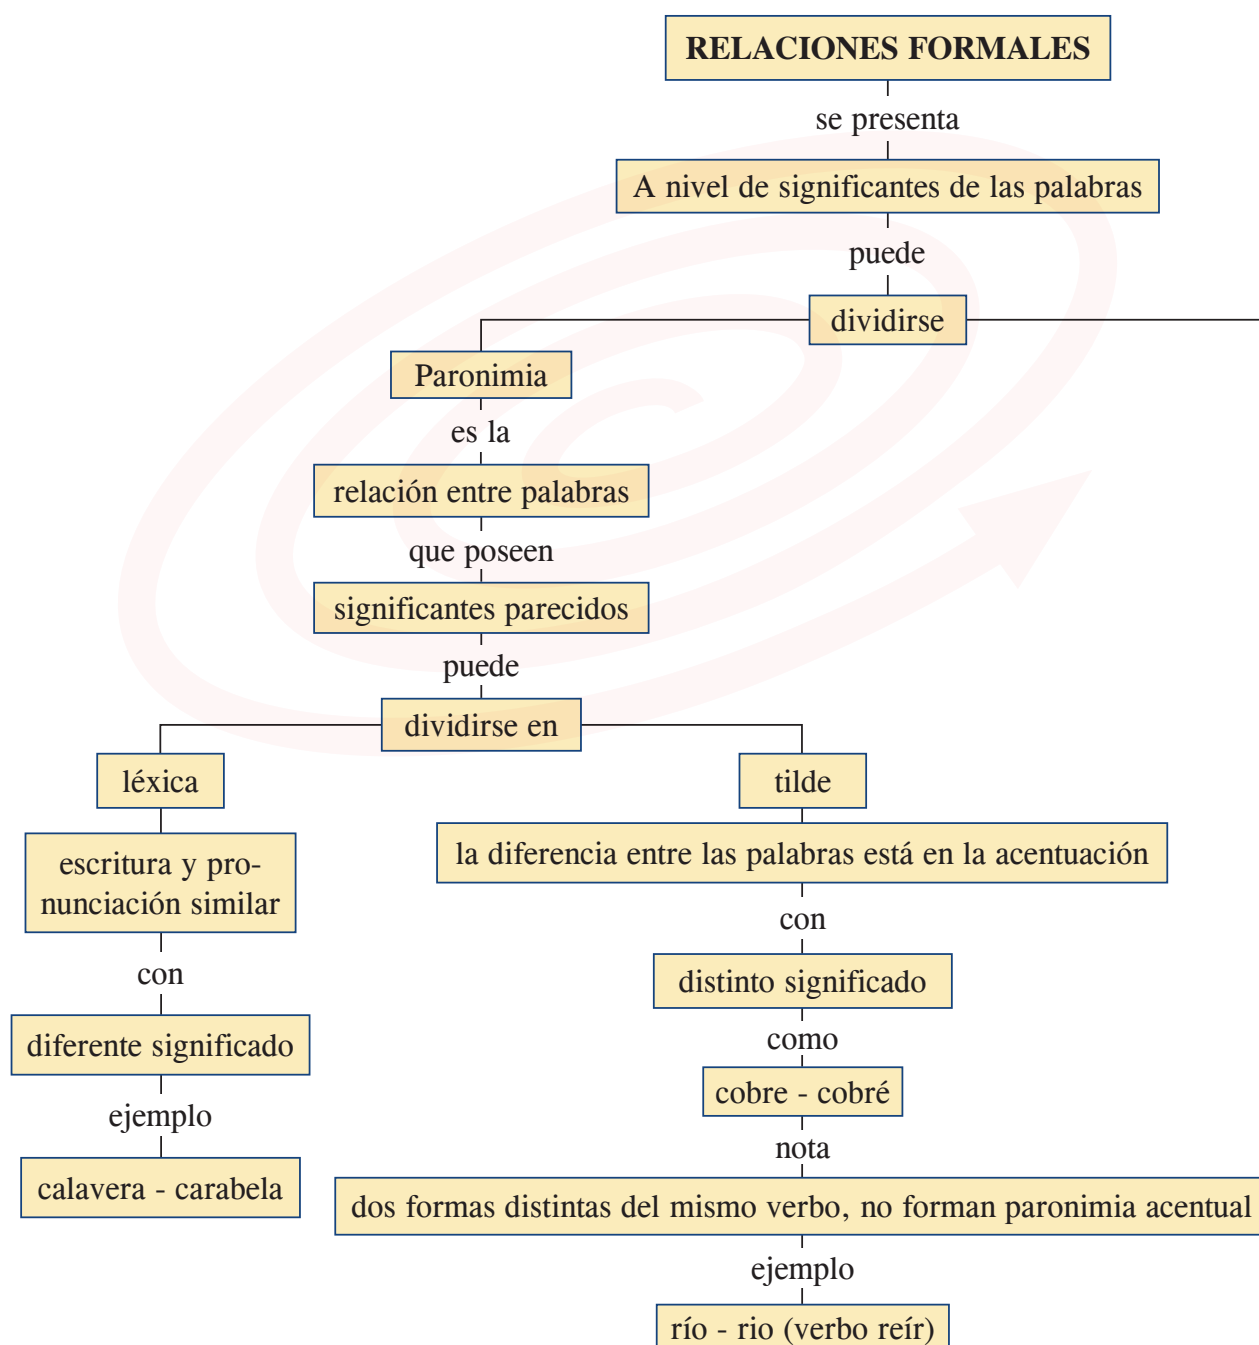 RELACIONES FORMALES
se presenta
A nivel de significantes de las palabras
puede
dividirse
Paronimia
es la
relación entre palabras
que poseen
significantes parecidos
puede
dividirse en
léxica
escritura y pro-
nunciación similar
con
diferente significado
ejemplo
calavera - carabela
tilde
la diferencia entre las palabras está en la acentuación
con
distinto significado
como
cobre - cobré
nota
dos formas distintas del mismo verbo, no forman paronimia acentual
ejemplo
río - rio (verbo reír)